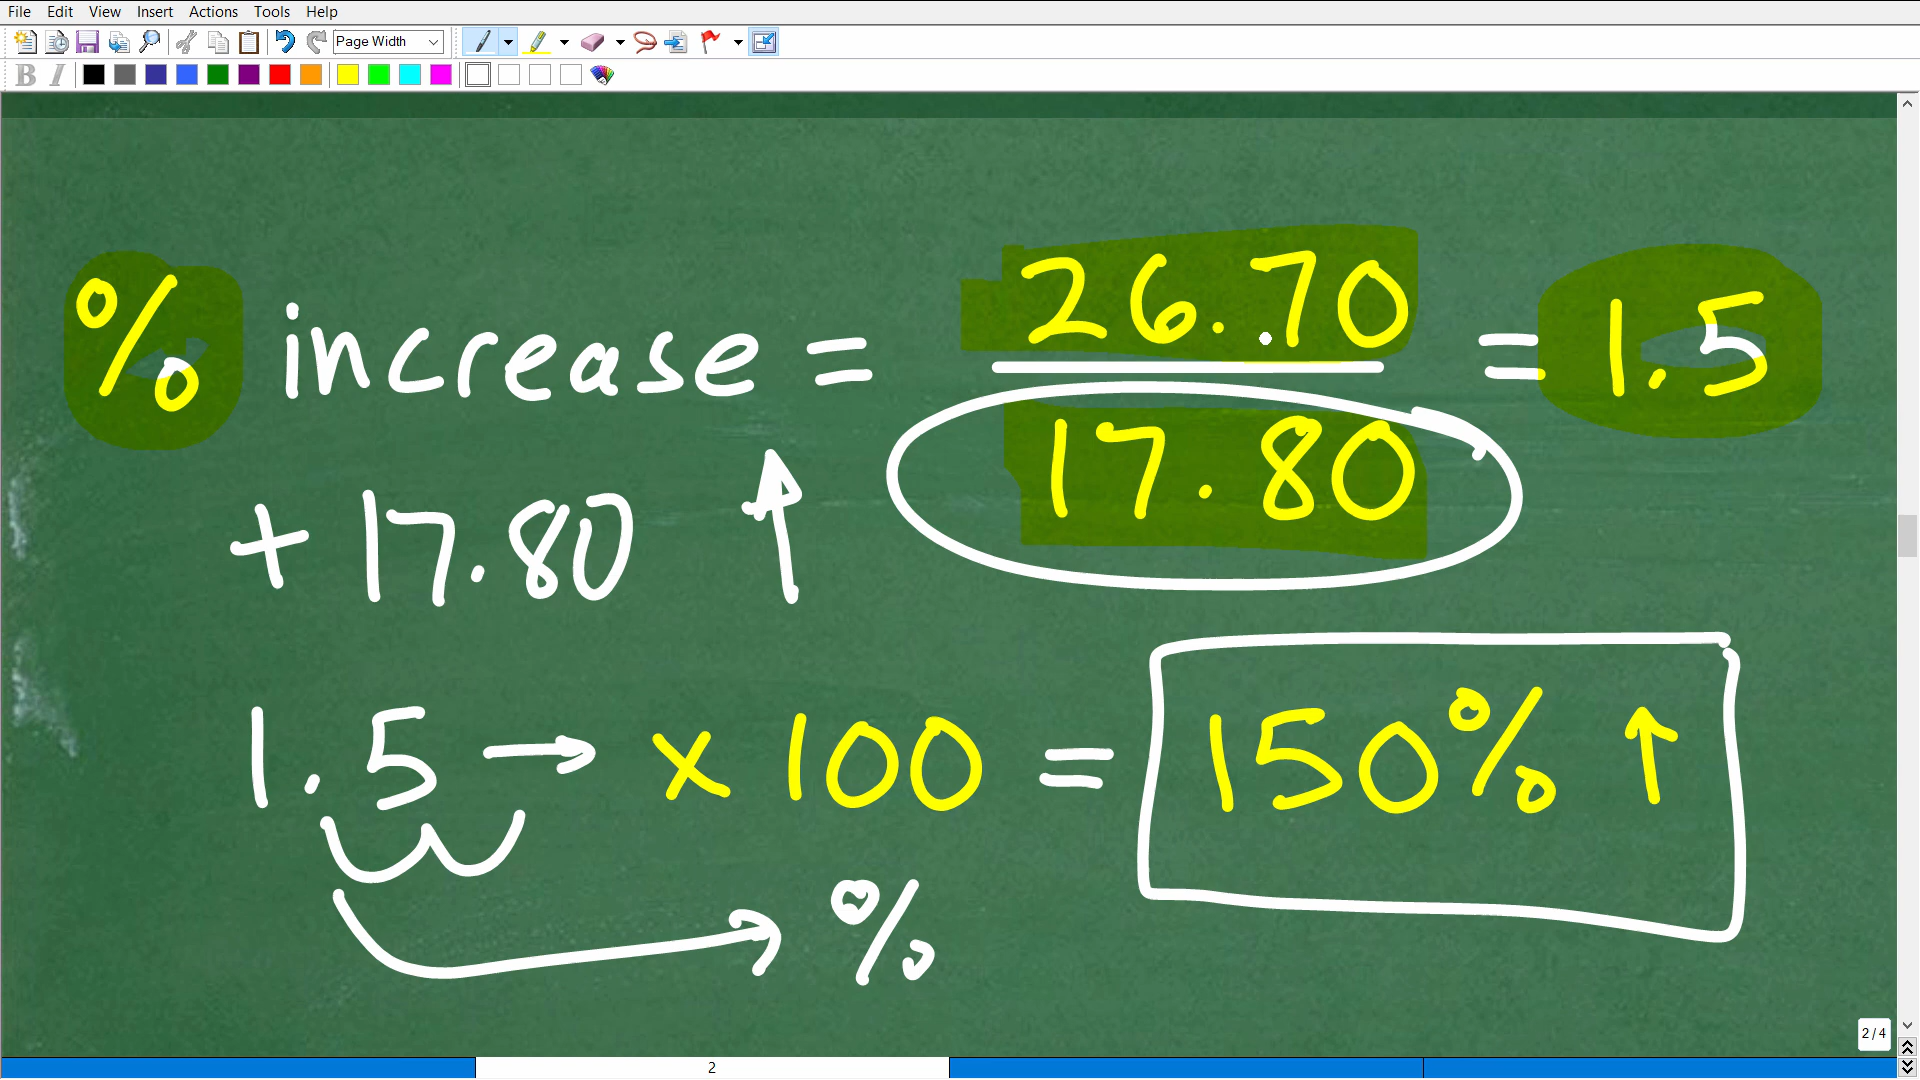 File Edit View Insert Actions Tools Help
Page Width
B I
% increase = 26.70 / 17.80 = 1.5
+ 17.80 ↑
1.5 → x 100 = 150% ↑
%
2 / 4
2